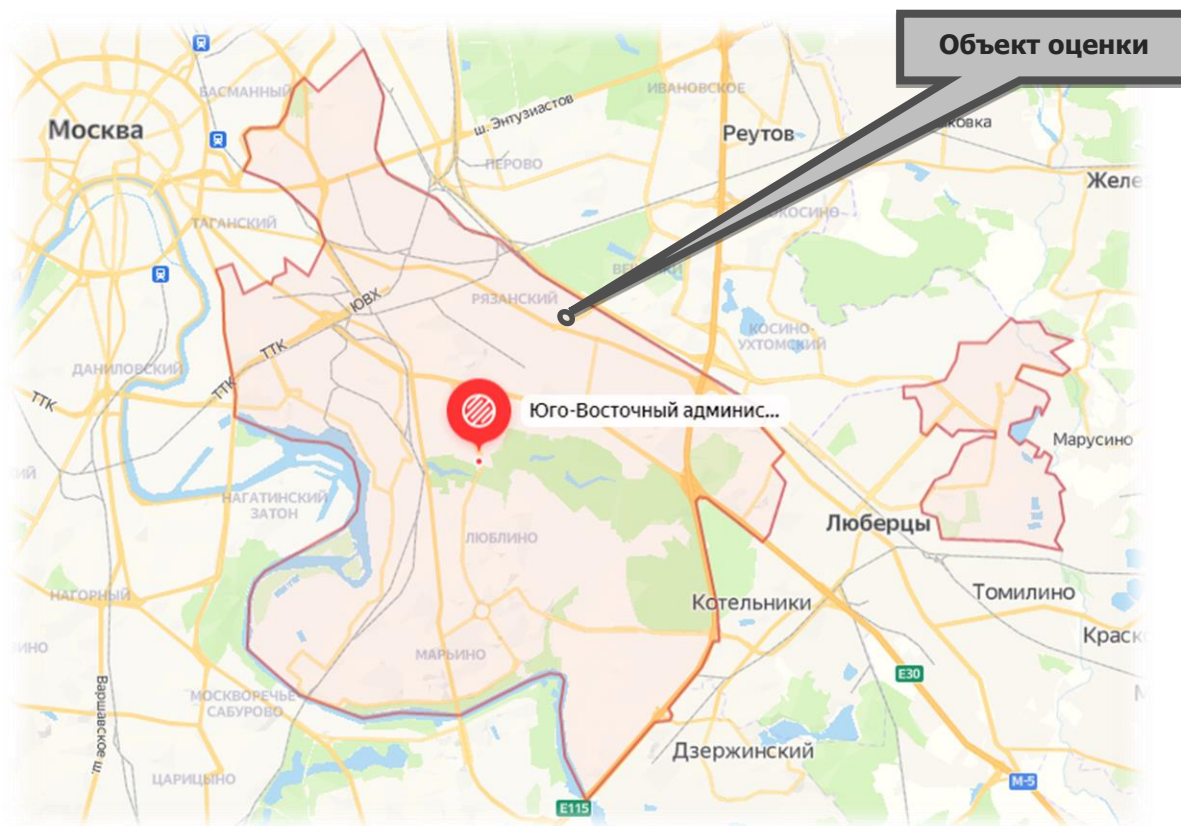 Объект оценки
БАСМАННЫЙ
ИВАНОВСКОЕ
ш. Энтузиастов
Москва
Реутов
ПЕРОВО
ТАГАНСКИЙ
РЯЗАНСКИЙ
ЮВХ
КОСИНО-
УХТОМСКИЙ
ТТК
ДАНИЛОВСКИЙ
ТТК
ТТК
Юго-Восточный админис...
Марусино
НАГАТИНСКИЙ
ЗАТОН
Люберцы
ЛЮБЛИНО
НАГОРНЫЙ
Котельники
Томилино
МАРЬИНО
E30
МОСКВОРЕЧЬЕ-
САБУРОВО
Варшавское ш.
Дзержинский
ЦАРИЦЫНО
М-5
E115